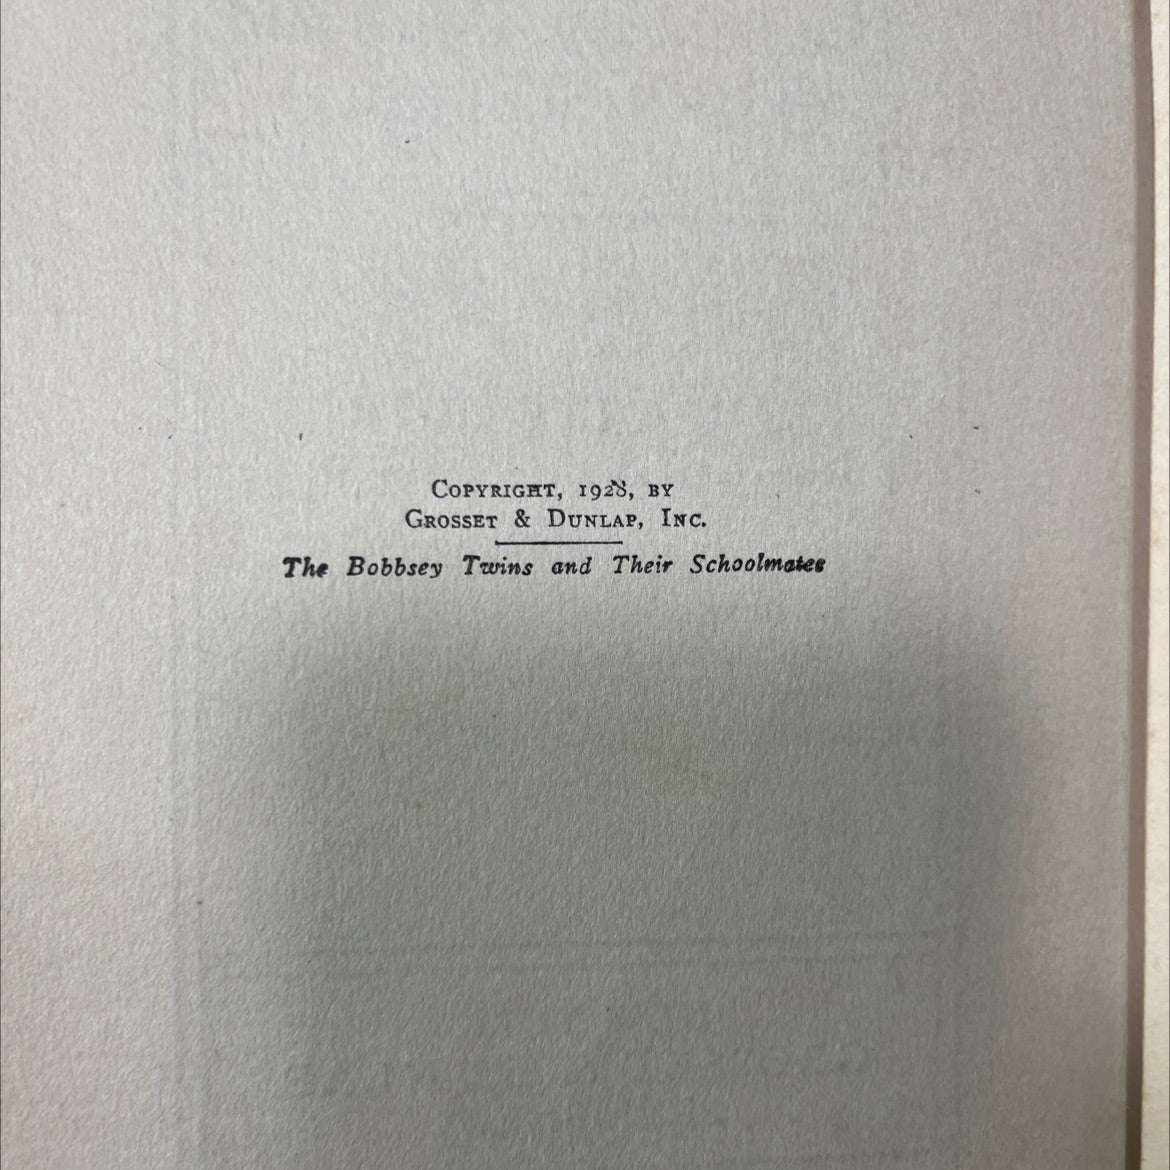 COPYRIGHT, 1928, BY
GROSSET & DUNLAP, INC.
The Bobbsey Twins and Their Schoolmates